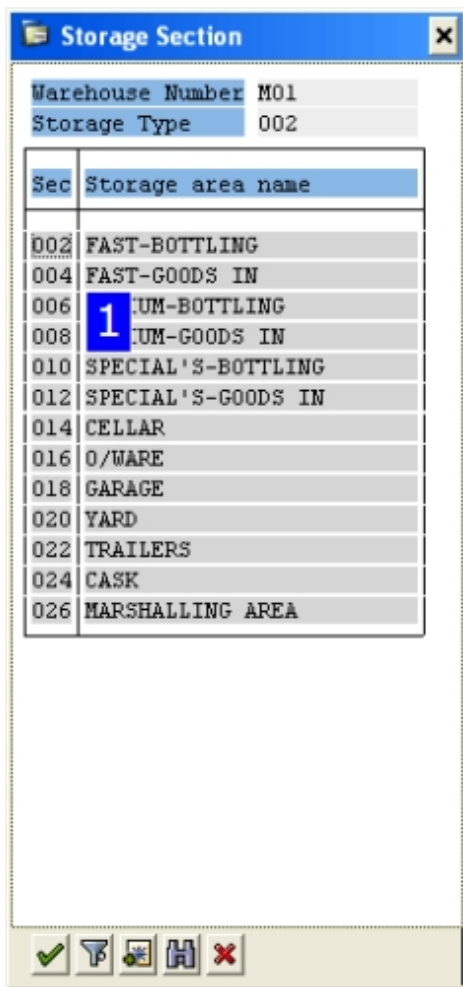 Storage Section
Warehouse Number M01
Storage Type 002
Sec Storage area name
002 FAST-BOTTLING
004 FAST-GOODS IN
006 IUM-BOTTLING
1
008 IUM-GOODS IN
010 SPECIAL'S-BOTTLING
012 SPECIAL'S-GOODS IN
014 CELLAR
016 O/WARE
018 GARAGE
020 YARD
022 TRAILERS
024 CASK
026 MARSHALLING AREA